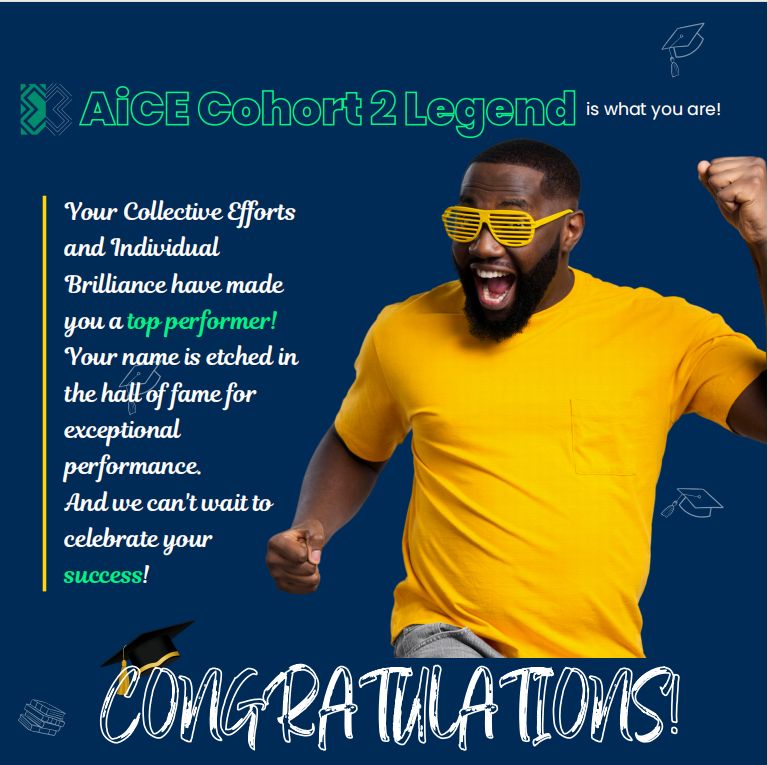 AiCE Cohort 2 Legend is what you are!
Your Collective Efforts
and Individual
Brilliance have made
you a top performer!
Your name is etched in
the hall of fame for
exceptional
performance.
And we can't wait to
celebrate your
success!
CONGRATULATIONS!